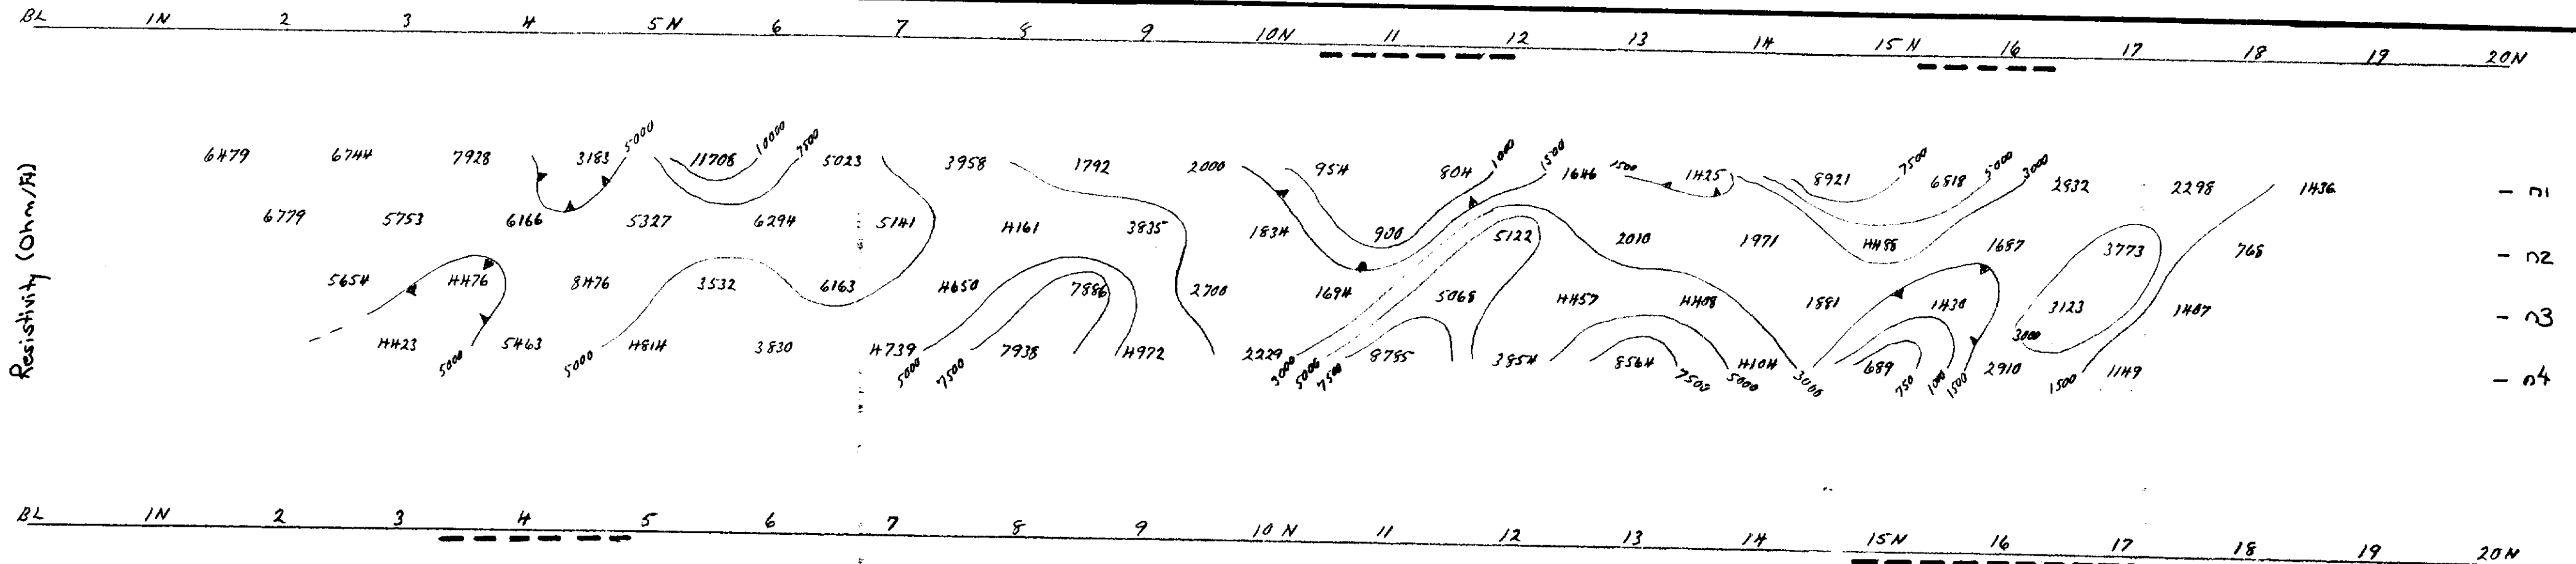 BL 1N 2 3 4 5N 6 7 8 9 10N 11 12 13 14 15N 16 17 18 19 20N
Resistivity (Ohm/ft)
6479 6744 7928 3183 5000 11708 10000 7500 5023 3958 1792 2000 954 804 1000 1500 1646 1500 1425 8921 7500 6818 5000 3000 2832 2298 1436 - n1
6779 5753 6166 5327 6294 5141 4161 3835 1834 900 5122 2010 1971 4488 1687 3773 768 - n2
5654 4476 8476 3532 6163 4650 7886 2700 1694 5068 4457 4408 1881 1430 3123 1407 - n3
4423 5000 5463 5000 4814 3830 4739 5000 7500 7938 4972 2229 3000 5000 7500 8785 3854 8564 7500 5000 4104 3000 689 750 1000 1500 2910 3000 1500 1149 - n4
BL 1N 2 3 4 5 6 7 8 9 10N 11 12 13 14 15N 16 17 18 19 20N